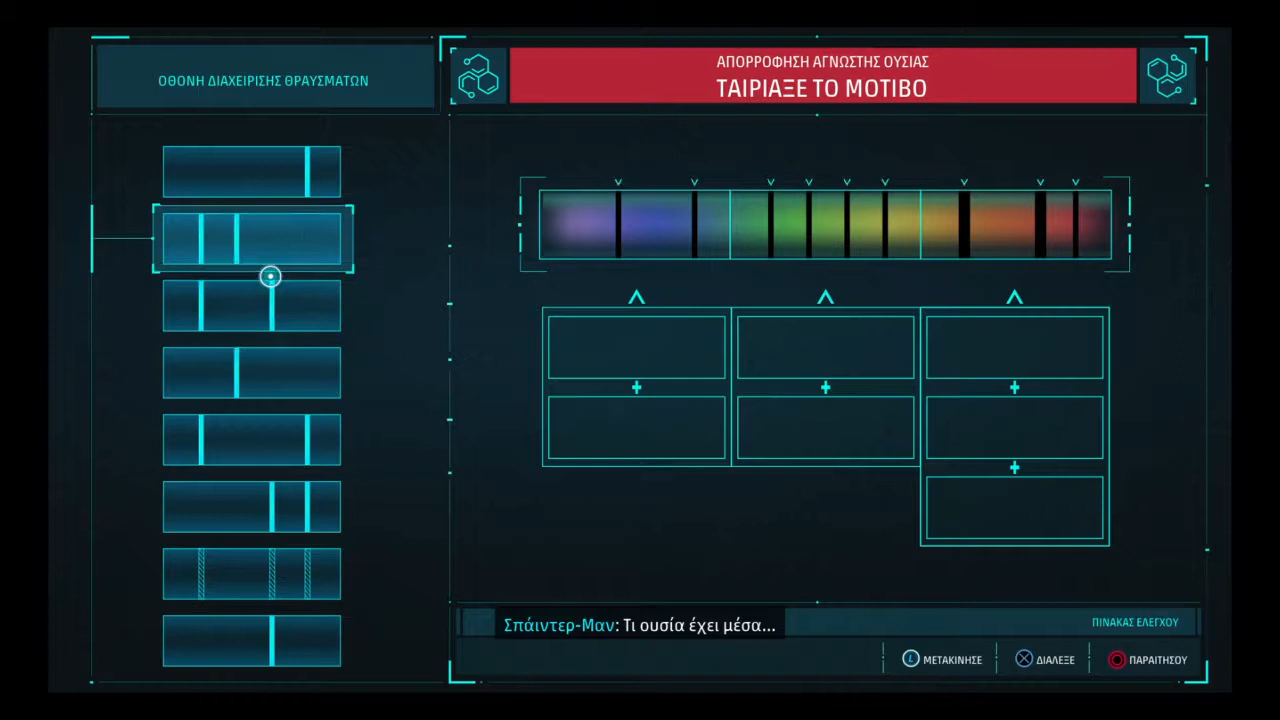 ΟΘΟΝΗ ΔΙΑΧΕΙΡΙΣΗΣ ΘΡΑΥΣΜΑΤΩΝ
ΑΠΟΡΡΟΦΗΣΗ ΑΓΝΩΣΤΗΣ ΟΥΣΙΑΣ
ΤΑΙΡΙΑΞΕ ΤΟ ΜΟΤΙΒΟ
Σπάιντερ-Μαν: Τι ουσία έχει μέσα...
ΠΙΝΑΚΑΣ ΕΛΕΓΧΟΥ
L ΜΕΤΑΚΙΝΗΣΕ ΔΙΑΛΕΞΕ ΠΑΡΑΙΤΗΣΟΥ